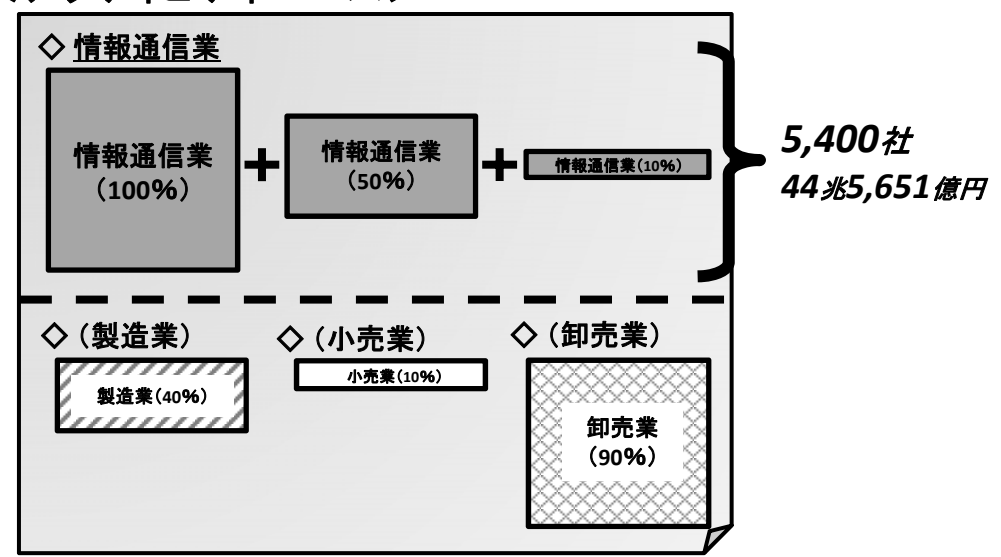 ◇ 情報通信業
情報通信業
（100%）
+
情報通信業
（50%）
+
情報通信業（10%）
5,400社
44兆5,651億円
◇（製造業）
製造業（40%）
◇（小売業）
小売業（10%）
◇（卸売業）
卸売業
（90%）